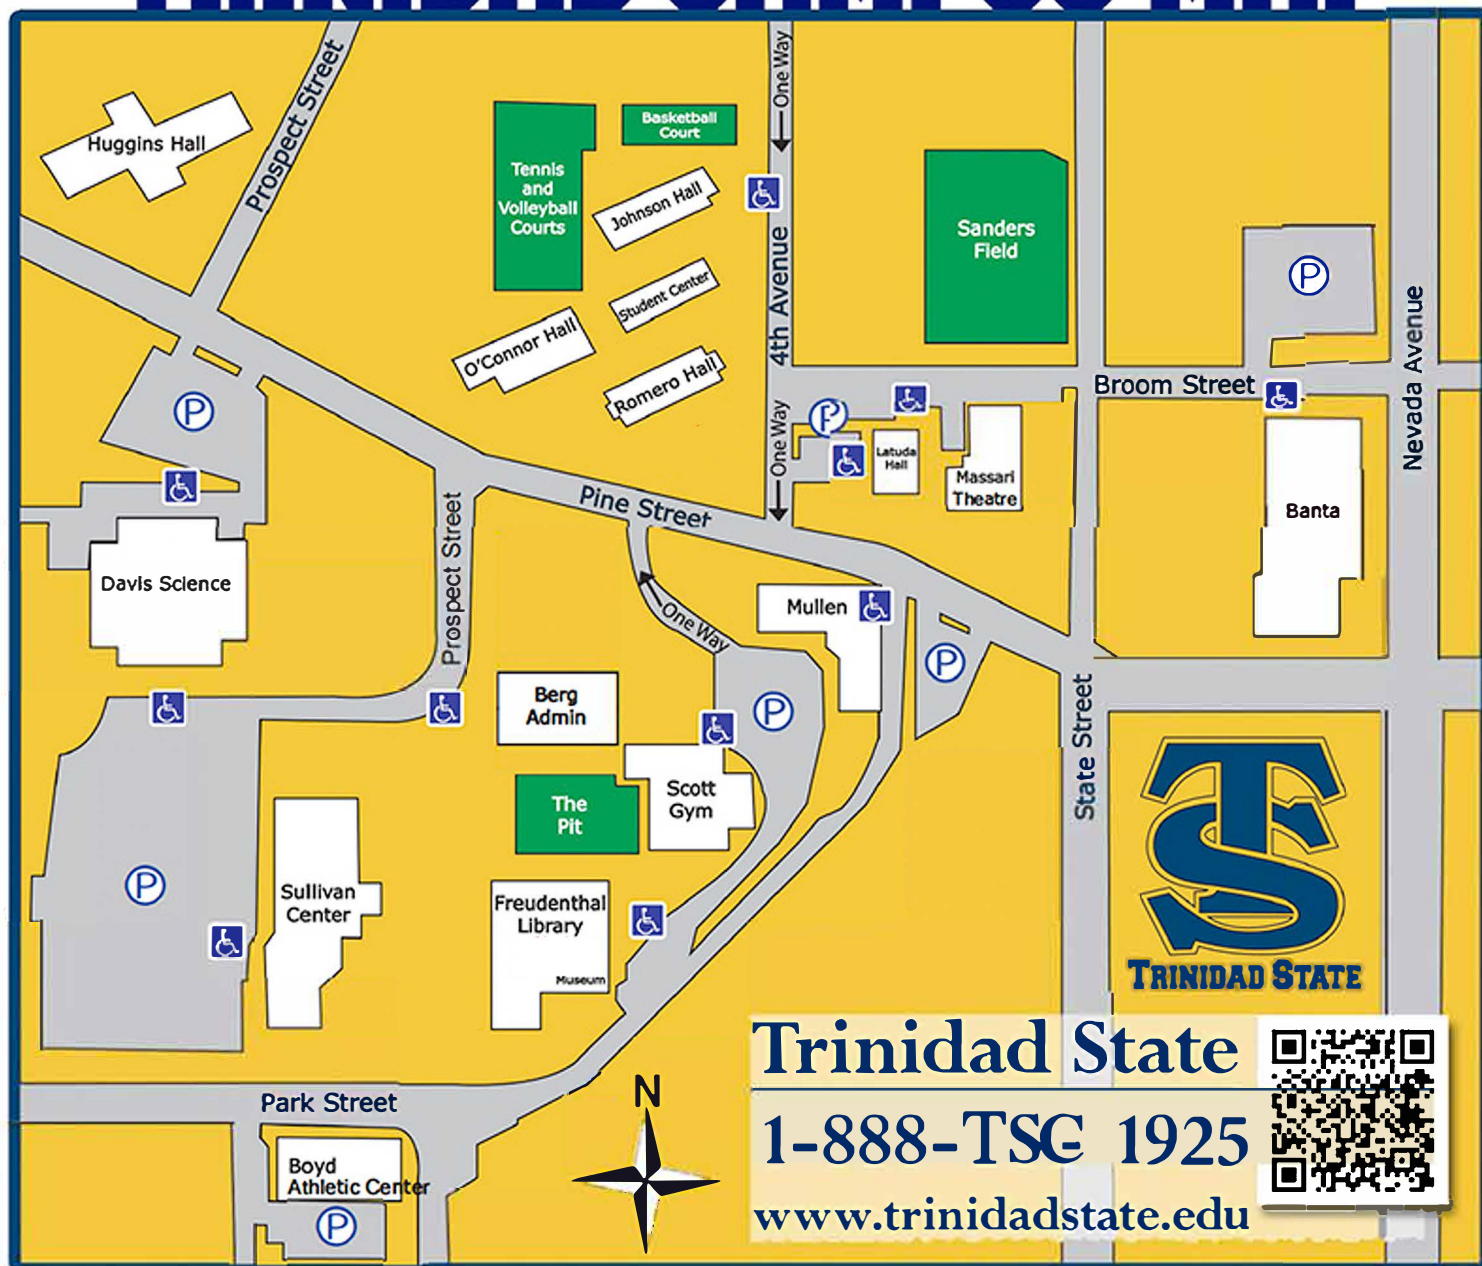 One Way
Prospect Street
Huggins Hall
Basketball
Court
Tennis
and
Volleyball
Courts
Johnson Hall
Sanders
Field
4th Avenue
Student Center
O'Connor Hall
Romero Hall
P
Nevada Avenue
Broom Street
P
P
One Way
Latuda
Hall
Massari
Theatre
Banta
Pine Street
Prospect Street
Davis Science
One Way
Mullen
P
Berg
Admin
P
State Street
The
Pit
Scott
Gym
P
Sullivan
Center
Freudenthal
Library
Museum
TS
TRINIDAD STATE
Trinidad State
1-888-TSC- 1925
www.trinidadstate.edu
N
Park Street
Boyd
Athletic Center
P